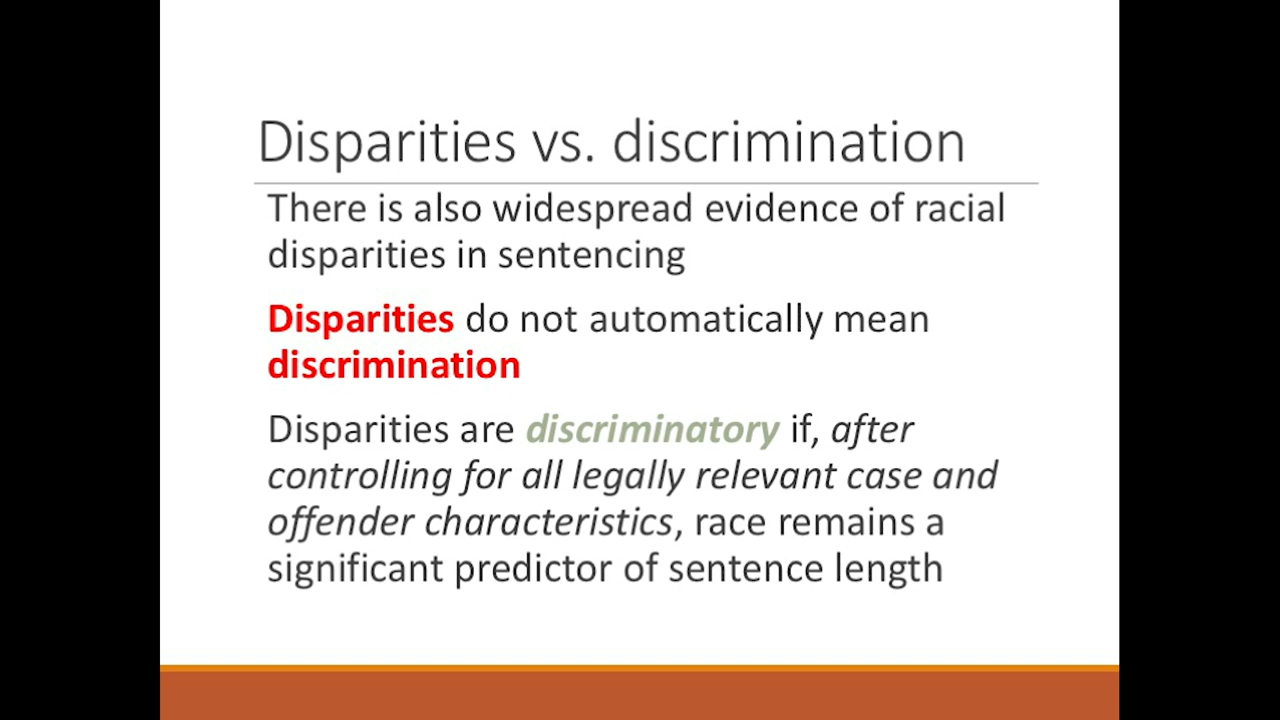 Disparities vs. discrimination
There is also widespread evidence of racial
disparities in sentencing
Disparities do not automatically mean
discrimination
Disparities are discriminatory if, after
controlling for all legally relevant case and
offender characteristics, race remains a
significant predictor of sentence length